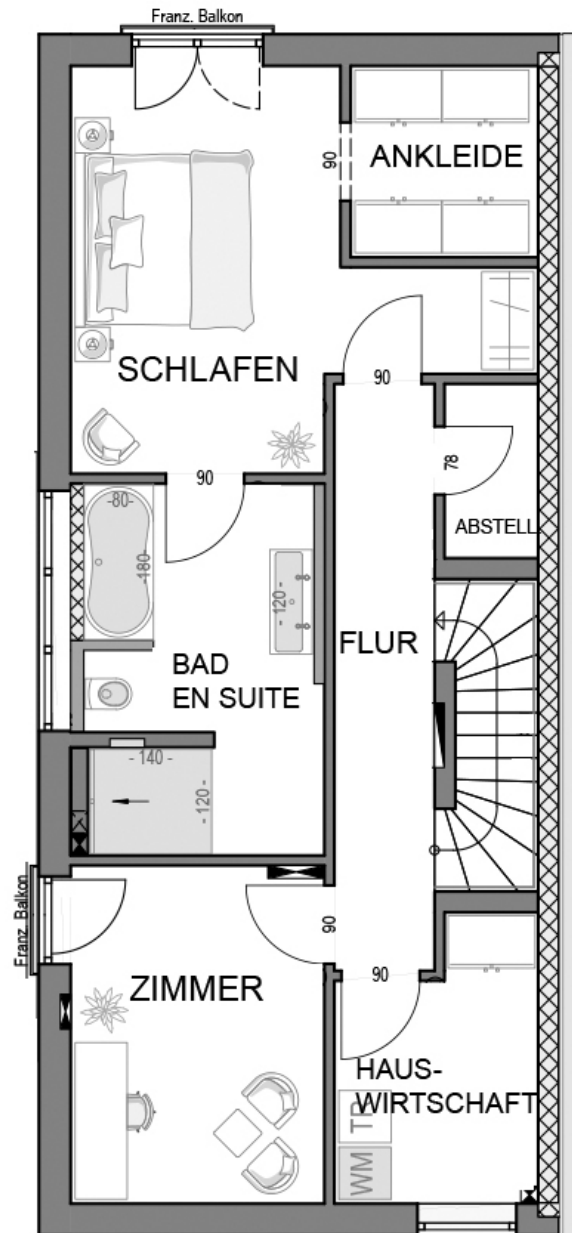 Franz. Balkon
ANKLEIDE
90
SCHLAFEN
90
78
90
ABSTELL
-80-
-180-
-120-
FLUR
BAD
EN SUITE
- 140 -
-120-
Franz. Balkon
90
90
ZIMMER
HAUS-
WIRTSCHAFT
TR
WM